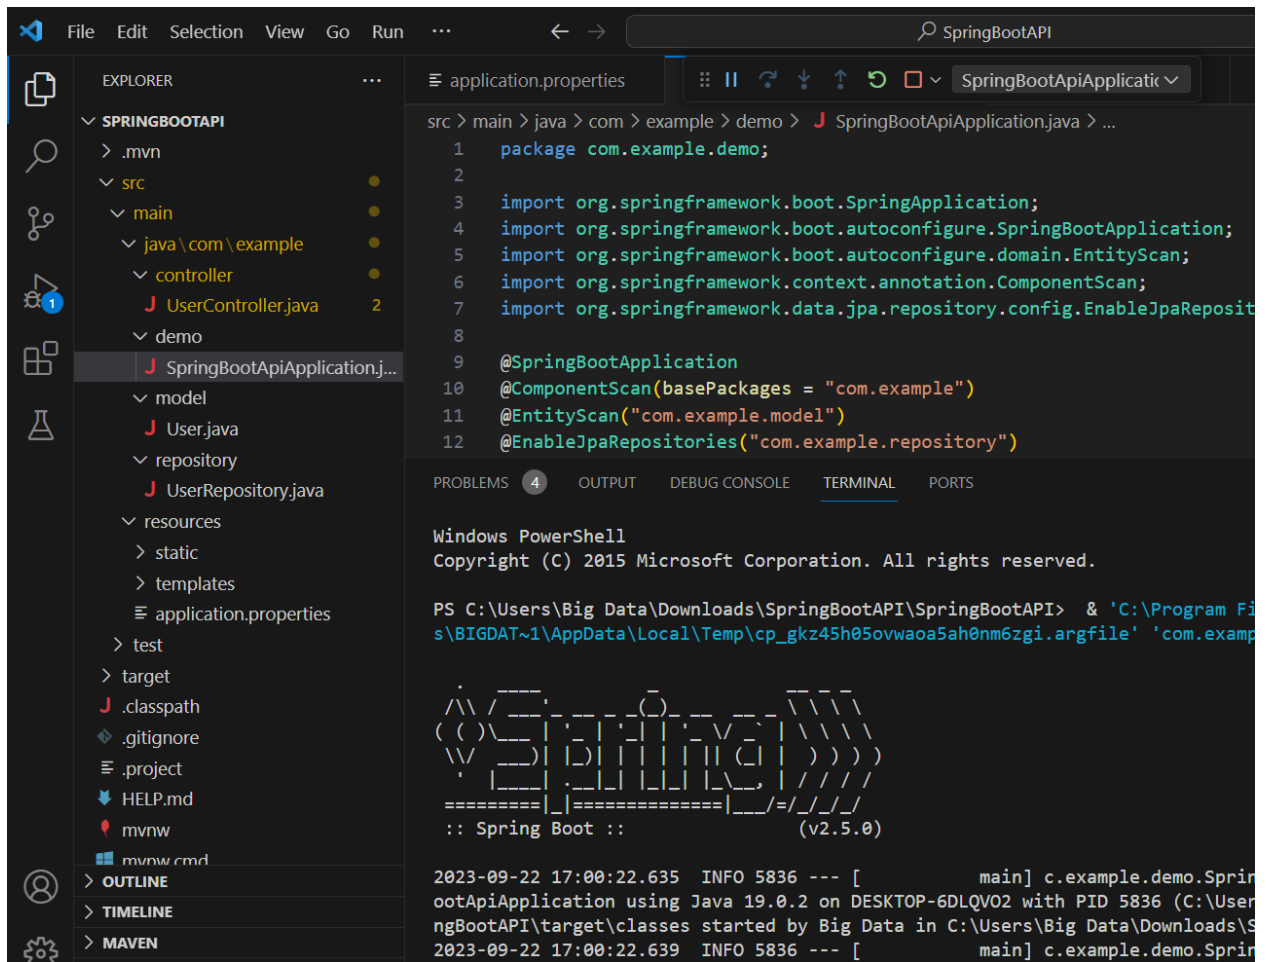 File Edit Selection View Go Run ··· ← → SpringBootAPI
EXPLORER ···
SPRINGBOOTAPI
.mvn
src
main
java\com\example
controller
UserController.java 2
demo
SpringBootApiApplication.j...
model
User.java
repository
UserRepository.java
resources
static
templates
application.properties
test
target
.classpath
.gitignore
.project
HELP.md
mvnw
mvnw.cmd
OUTLINE
TIMELINE
MAVEN
1
application.properties
SpringBootApiApplicatic
src > main > java > com > example > demo > J SpringBootApiApplication.java > ...
1 package com.example.demo;
2
3 import org.springframework.boot.SpringApplication;
4 import org.springframework.boot.autoconfigure.SpringBootApplication;
5 import org.springframework.boot.autoconfigure.domain.EntityScan;
6 import org.springframework.context.annotation.ComponentScan;
7 import org.springframework.data.jpa.repository.config.EnableJpaReposit
8
9 @SpringBootApplication
10 @ComponentScan(basePackages = "com.example")
11 @EntityScan("com.example.model")
12 @EnableJpaRepositories("com.example.repository")
PROBLEMS 4 OUTPUT DEBUG CONSOLE TERMINAL PORTS
Windows PowerShell
Copyright (C) 2015 Microsoft Corporation. All rights reserved.
PS C:\Users\Big Data\Downloads\SpringBootAPI\SpringBootAPI> & 'C:\Program Fi
s\BIGDAT~1\AppData\Local\Temp\cp_gkz45h05ovwaoa5ah0nm6zgi.argfile' 'com.examp
Spring
:: Spring Boot :: (v2.5.0)
2023-09-22 17:00:22.635 INFO 5836 --- [ main] c.example.demo.Sprin
ootApiApplication using Java 19.0.2 on DESKTOP-6DLQVO2 with PID 5836 (C:\User
ngBootAPI\target\classes started by Big Data in C:\Users\Big Data\Downloads\S
2023-09-22 17:00:22.639 INFO 5836 --- [ main] c.example.demo.Sprin